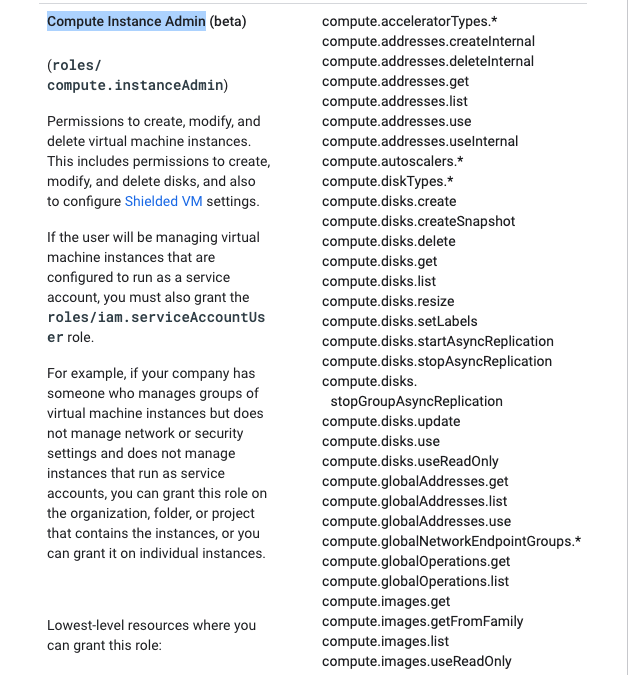 Compute Instance Admin (beta)
(roles/
compute.instanceAdmin)
Permissions to create, modify, and
delete virtual machine instances.
This includes permissions to create,
modify, and delete disks, and also
to configure Shielded VM settings.
If the user will be managing virtual
machine instances that are
configured to run as a service
account, you must also grant the
roles/iam.serviceAccountUs
er role.
For example, if your company has
someone who manages groups of
virtual machine instances but does
not manage network or security
settings and does not manage
instances that run as service
accounts, you can grant this role on
the organization, folder, or project
that contains the instances, or you
can grant it on individual instances.
Lowest-level resources where you
can grant this role:
compute.acceleratorTypes.*
compute.addresses.createInternal
compute.addresses.deleteInternal
compute.addresses.get
compute.addresses.list
compute.addresses.use
compute.addresses.useInternal
compute.autoscalers.*
compute.diskTypes.*
compute.disks.create
compute.disks.createSnapshot
compute.disks.delete
compute.disks.get
compute.disks.list
compute.disks.resize
compute.disks.setLabels
compute.disks.startAsyncReplication
compute.disks.stopAsyncReplication
compute.disks.
stopGroupAsyncReplication
compute.disks.update
compute.disks.use
compute.disks.useReadOnly
compute.globalAddresses.get
compute.globalAddresses.list
compute.globalAddresses.use
compute.globalNetworkEndpointGroups.*
compute.globalOperations.get
compute.globalOperations.list
compute.images.get
compute.images.getFromFamily
compute.images.list
compute.images.useReadOnly